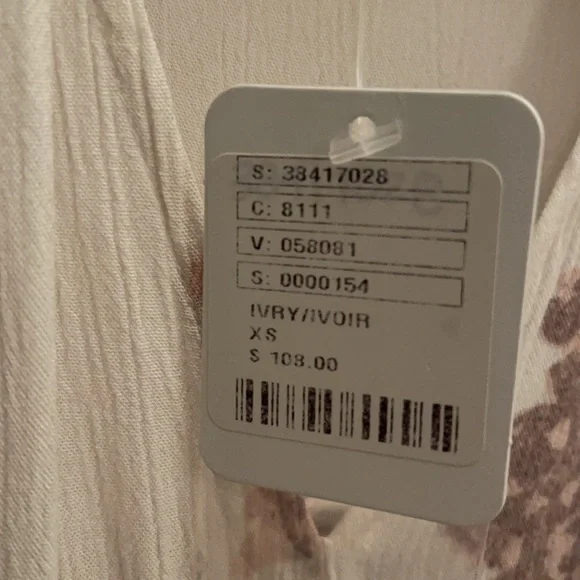 S: 38417028
C: 8111
V: 058081
S: 0000154
IVRY/IVOIR
XS
$ 108.00